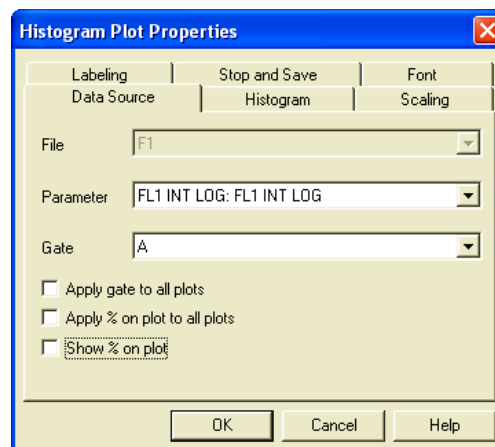 Histogram Plot Properties
Labeling Stop and Save Font
Data Source Histogram Scaling
File F1
Parameter FL1 INT LOG: FL1 INT LOG
Gate A
Apply gate to all plots
Apply % on plot to all plots
Show % on plot
OK Cancel Help